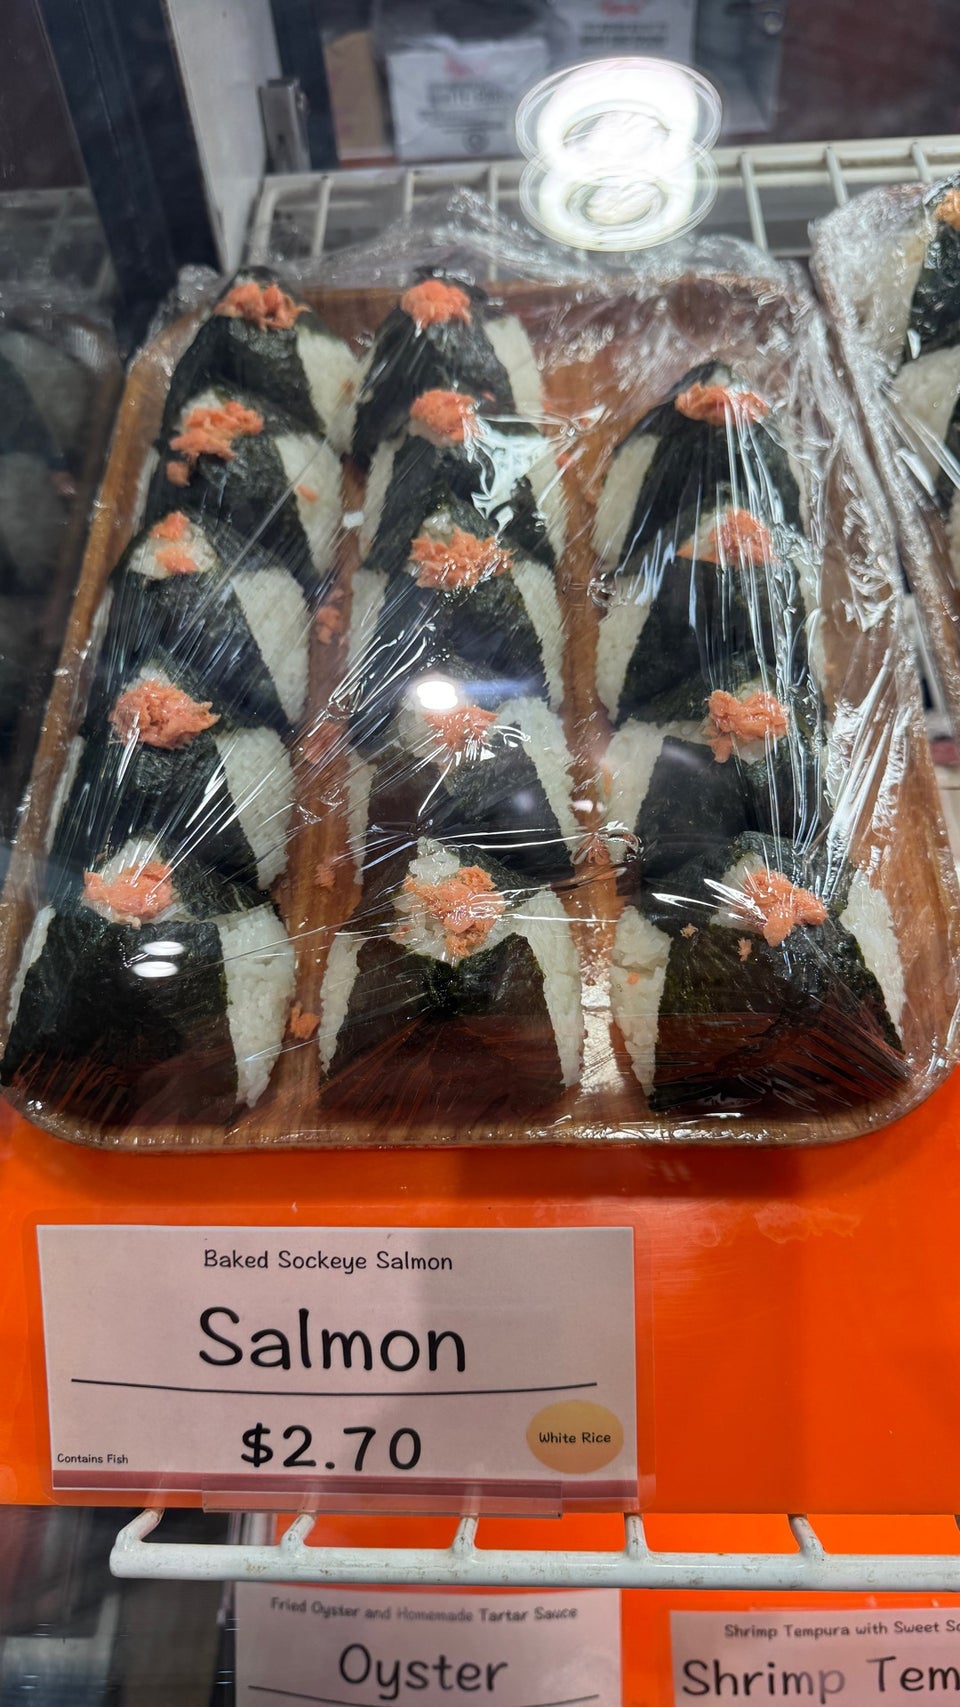 Baked Sockeye Salmon
Salmon
$2.70
White Rice
Contains Fish
Fried Oyster and Homemade Tartar Sauce
Oyster
Shrimp Tempura with Sweet
Shrimp Tem